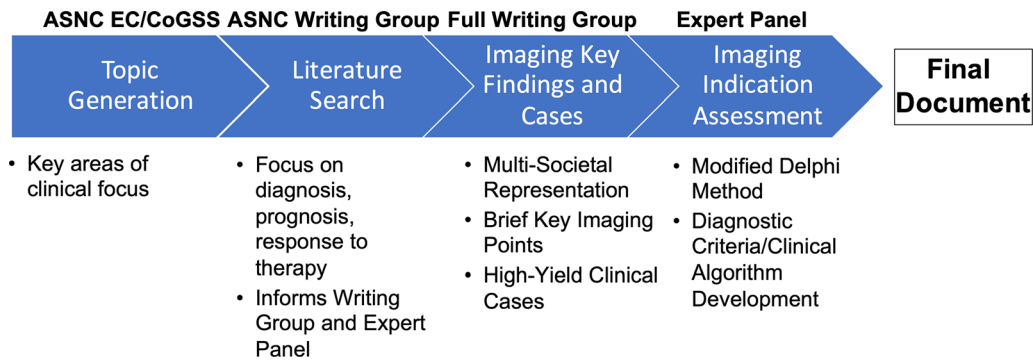 ASNC EC/CoGSS
ASNC Writing Group
Full Writing Group
Expert Panel
Topic
Generation
Literature
Search
Imaging Key
Findings and
Cases
Imaging
Indication
Assessment
Final
Document
• Key areas of
clinical focus
• Focus on
diagnosis,
prognosis,
response to
therapy
• Informs Writing
Group and Expert
Panel
• Multi-Societal
Representation
• Brief Key Imaging
Points
• High-Yield Clinical
Cases
• Modified Delphi
Method
• Diagnostic
Criteria/Clinical
Algorithm
Development